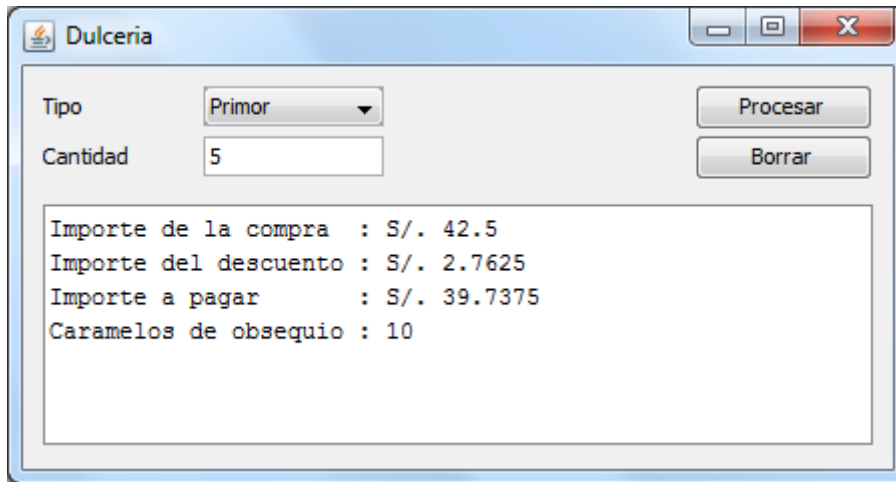 Dulceria
Tipo Primor Procesar
Cantidad 5 Borrar
Importe de la compra : S/. 42.5
Importe del descuento : S/. 2.7625
Importe a pagar : S/. 39.7375
Caramelos de obsequio : 10